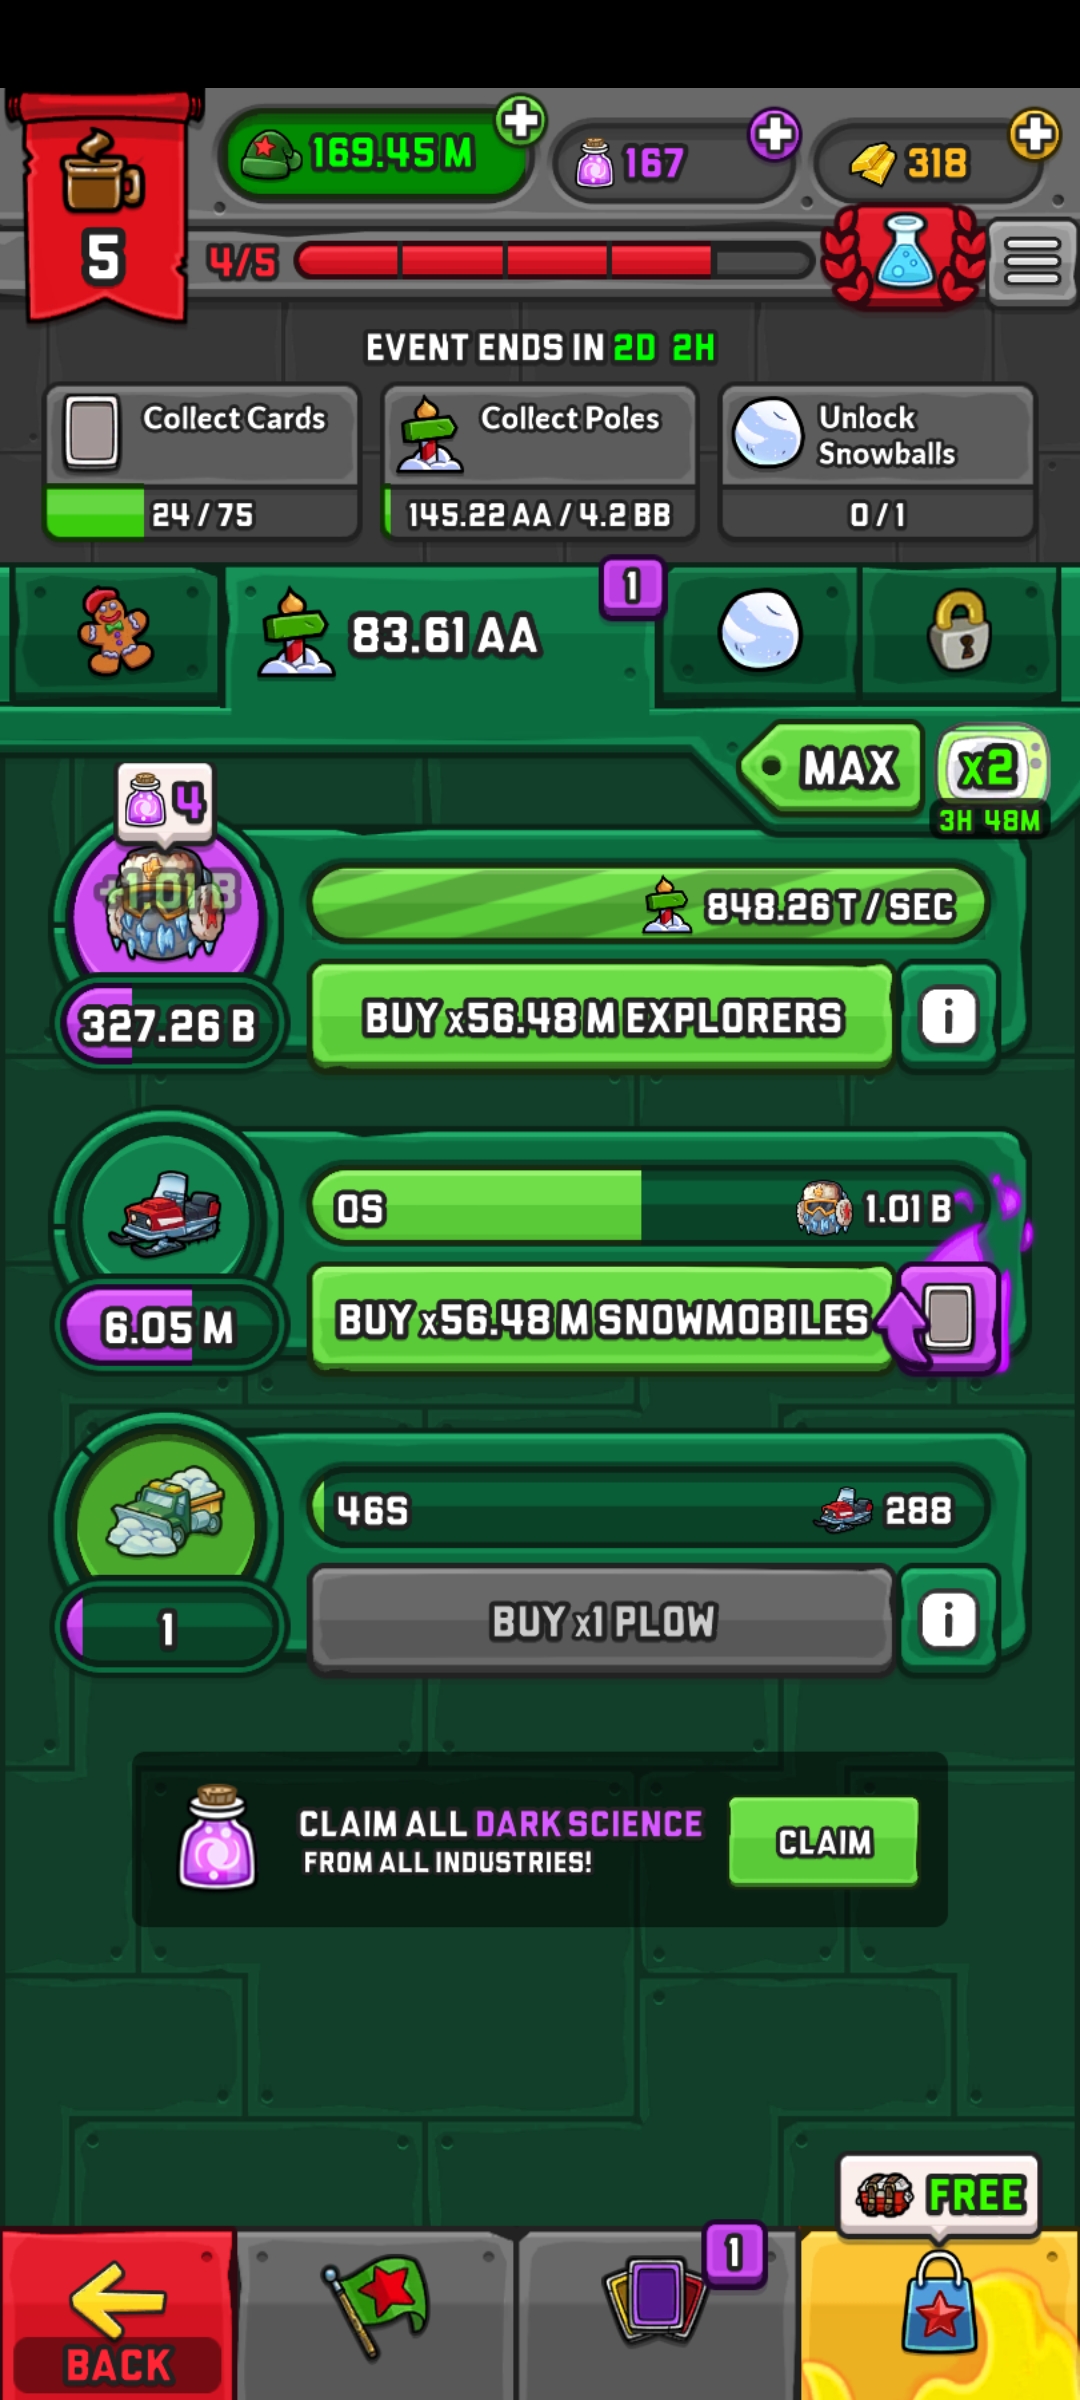 169.45 M
167
318
5
4/5
EVENT ENDS IN 2D 2H
Collect Cards
Collect Poles
Unlock
Snowballs
24 / 75
145.22 AA / 4.2 BB
0 / 1
1
83.61 AA
MAX
x2
3H 48M
4
+1.01 B
848.26 T / SEC
327.26 B
BUY x56.48 M EXPLORERS
i
0S
1.01 B
6.05 M
BUY x56.48 M SNOWMOBILES
46S
288
1
BUY x1 PLOW
i
CLAIM ALL DARK SCIENCE
FROM ALL INDUSTRIES!
CLAIM
FREE
1
BACK